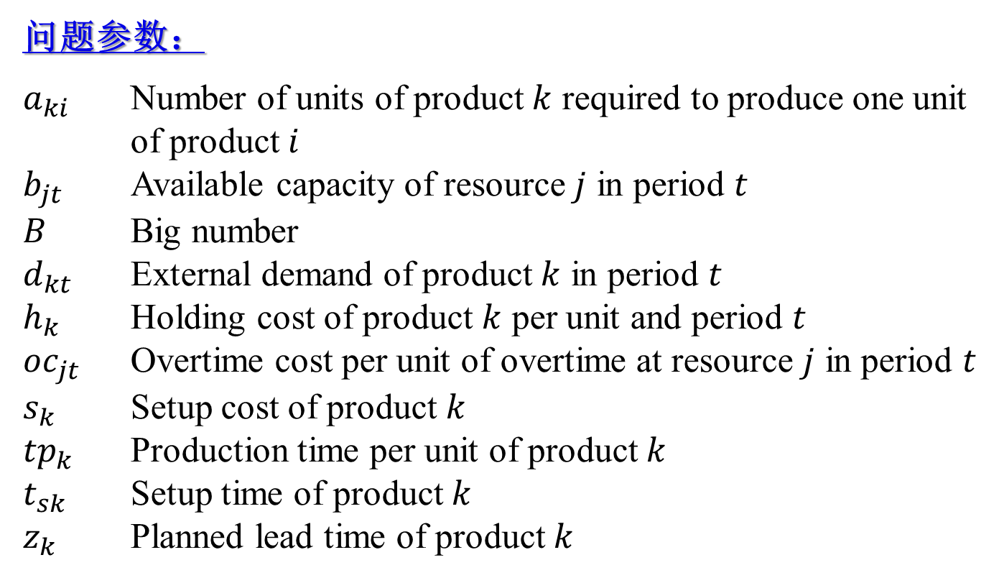 问题参数：
a_{ki} Number of units of product k required to produce one unit
of product i
b_{jt} Available capacity of resource j in period t
B Big number
d_{kt} External demand of product k in period t
h_k Holding cost of product k per unit and period t
oc_{jt} Overtime cost per unit of overtime at resource j in period t
s_k Setup cost of product k
tp_k Production time per unit of product k
t_{sk} Setup time of product k
z_k Planned lead time of product k